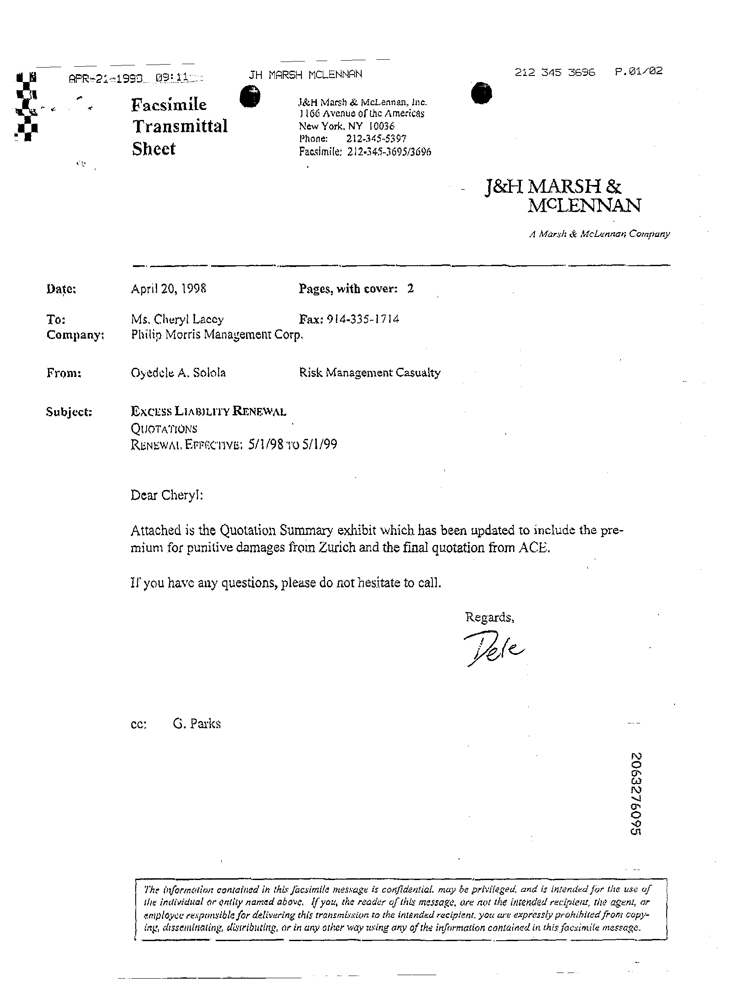 APR-21-1998 09:11
JH MARSH MCLENNAN
212 345 3696 P.01/02
Facsimile
Transmittal
Sheet
J&H Marsh & McLennan, Inc.
1166 Avenue of the Americas
New York, NY 10036
Phone: 212-345-5397
Facsimile: 212-345-3695/3696
J&H MARSH &
MCLENNAN
A Marsh & McLennan Company
Date: April 20, 1998 Pages, with cover: 2
To: Ms. Cheryl Lacey Fax: 914-335-1714
Company: Philip Morris Management Corp.
From: Oyedele A. Solola Risk Management Casualty
Subject: EXCESS LIABILITY RENEWAL
QUOTATIONS
RENEWAL EFFECTIVE: 5/1/98 TO 5/1/99
Dear Cheryl:
Attached is the Quotation Summary exhibit which has been updated to include the pre-
mium for punitive damages from Zurich and the final quotation from ACE.
If you have any questions, please do not hesitate to call.
Regards,
Dele
cc: G. Parks
2063276095
The information contained in this facsimile message is confidential, may be privileged, and is intended for the use of
the individual or entity named above. If you, the reader of this message, are not the intended recipient, the agent, or
employee responsible for delivering this transmission to the intended recipient, you are expressly prohibited from copy-
ing, disseminating, distributing, or in any other way using any of the information contained in this facsimile message.